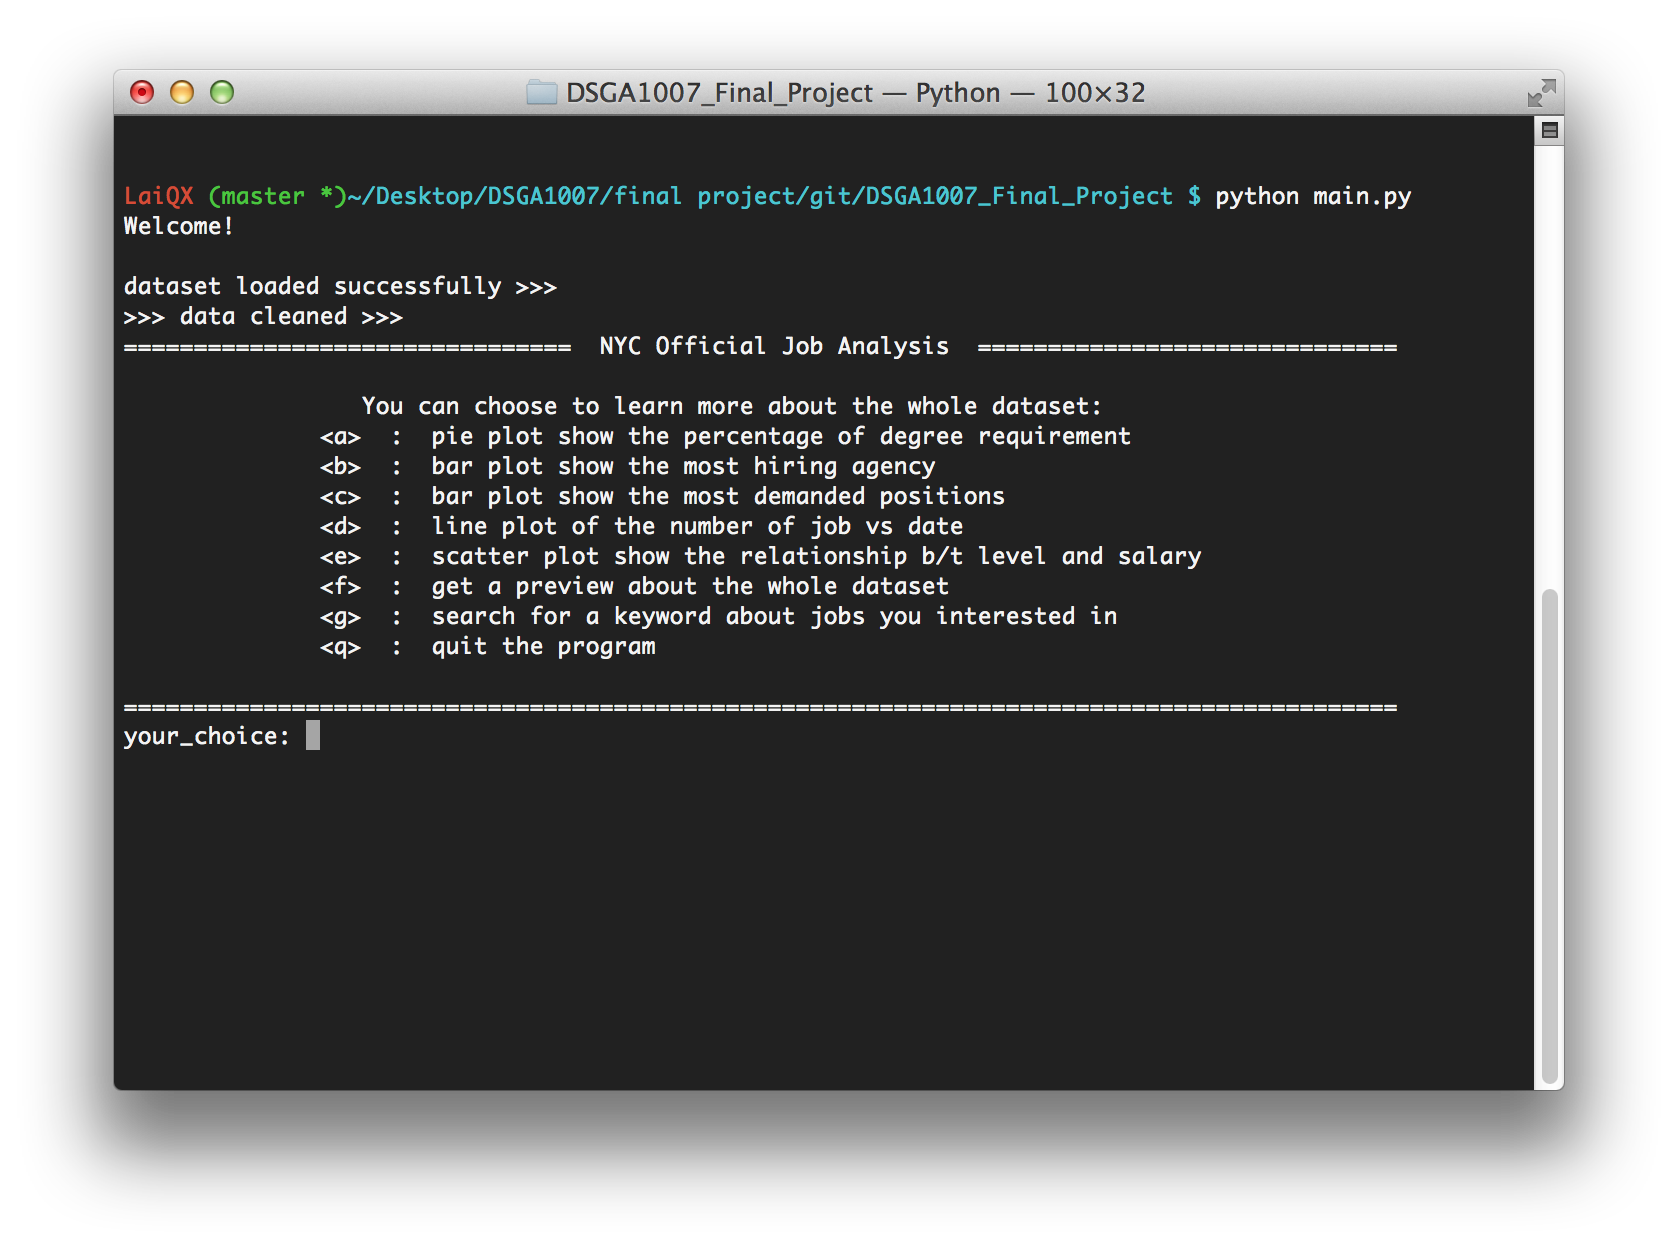 DSGA1007_Final_Project — Python — 100×32
LaiQX (master *)~/Desktop/DSGA1007/final project/git/DSGA1007_Final_Project $ python main.py
Welcome!
dataset loaded successfully >>>
>>> data cleaned >>>
================================  NYC Official Job Analysis  ==============================
You can choose to learn more about the whole dataset:
<a>  :  pie plot show the percentage of degree requirement
<b>  :  bar plot show the most hiring agency
<c>  :  bar plot show the most demanded positions
<d>  :  line plot of the number of job vs date
<e>  :  scatter plot show the relationship b/t level and salary
<f>  :  get a preview about the whole dataset
<g>  :  search for a keyword about jobs you interested in
<q>  :  quit the program
===========================================================================================
your_choice: